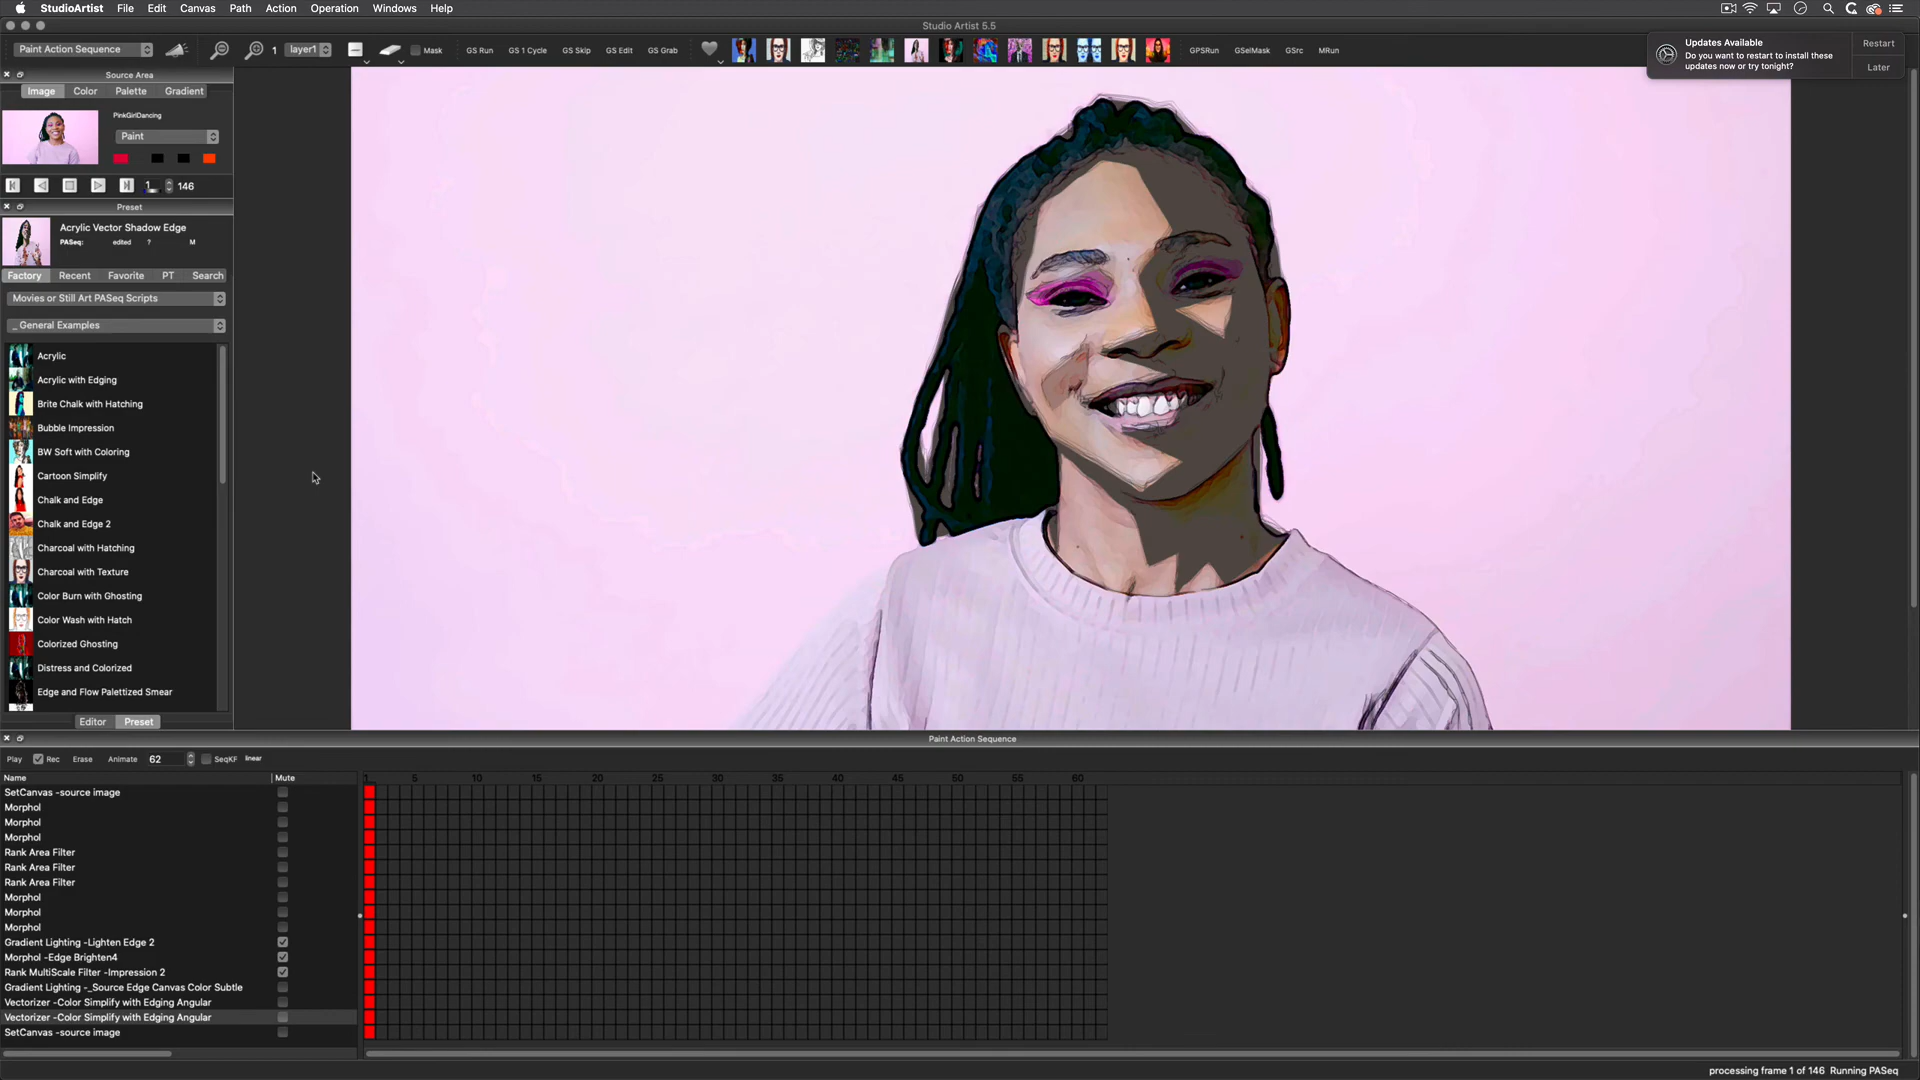 StudioArtist File Edit Canvas Path Action Operation Windows Help
Studio Artist 5.5
Paint Action Sequence
1
layer1
Mask
GS Run
GS 1 Cycle
GS Skip
GS Edit
GS Grab
GPSRun
GSelMask
GSrc
MRun
Updates Available
Do you want to restart to install these
updates now or try tonight?
Restart
Later
Source Area
Image Color Palette Gradient
PinkGirlDancing
Paint
1 146
Preset
Acrylic Vector Shadow Edge
PASeq: edited ? M
Factory Recent Favorite PT Search
Movies or Still Art PASeq Scripts
_ General Examples
Acrylic
Acrylic with Edging
Brite Chalk with Hatching
Bubble Impression
BW Soft with Coloring
Cartoon Simplify
Chalk and Edge
Chalk and Edge 2
Charcoal with Hatching
Charcoal with Texture
Color Burn with Ghosting
Color Wash with Hatch
Colorized Ghosting
Distress and Colorized
Edge and Flow Palettized Smear
Editor Preset
Paint Action Sequence
Play Rec Erase Animate 62 SeqKF linear
Name Mute 1 5 10 15 20 25 30 35 40 45 50 55 60
SetCanvas -source image
Morphol
Morphol
Morphol
Rank Area Filter
Rank Area Filter
Rank Area Filter
Morphol
Morphol
Morphol
Gradient Lighting -Lighten Edge 2
Morphol -Edge Brighten4
Rank MultiScale Filter -Impression 2
Gradient Lighting -_Source Edge Canvas Color Subtle
Vectorizer -Color Simplify with Edging Angular
Vectorizer -Color Simplify with Edging Angular
SetCanvas -source image
processing frame 1 of 146 Running PASeq